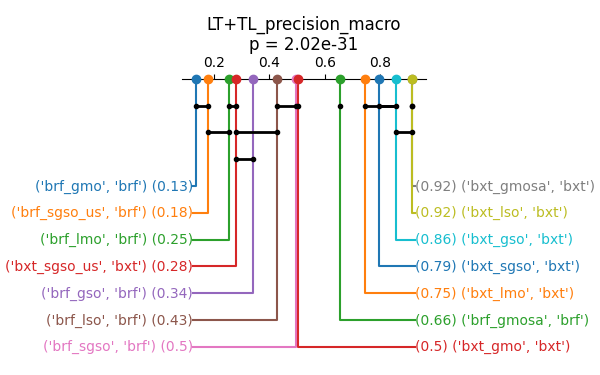 LT+TL_precision_macro
p = 2.02e-31
0.2 0.4 0.6 0.8
('brf_gmo', 'brf') (0.13) (0.92) ('bxt_gmosa', 'bxt')
('brf_sgso_us', 'brf') (0.18) (0.92) ('bxt_lso', 'bxt')
('brf_lmo', 'brf') (0.25) (0.86) ('bxt_gso', 'bxt')
('bxt_sgso_us', 'bxt') (0.28) (0.79) ('bxt_sgso', 'bxt')
('brf_gso', 'brf') (0.34) (0.75) ('bxt_lmo', 'bxt')
('brf_lso', 'brf') (0.43) (0.66) ('brf_gmosa', 'brf')
('brf_sgso', 'brf') (0.5) (0.5) ('bxt_gmo', 'bxt')